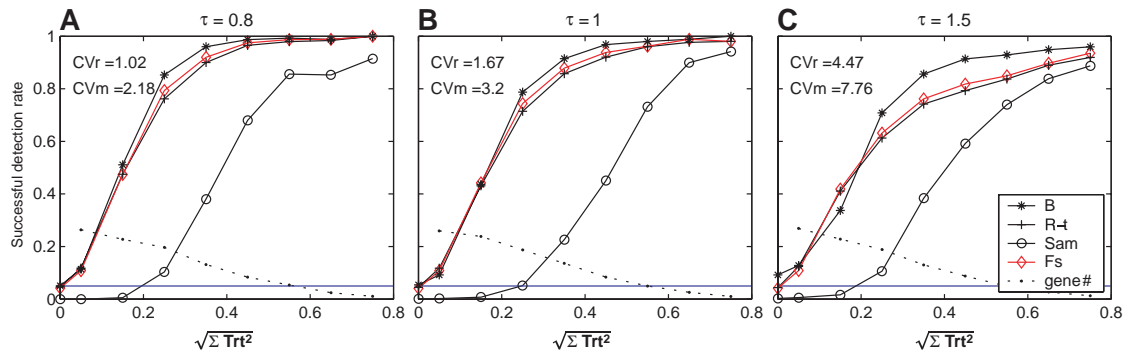 A
τ = 0.8
B
τ = 1
C
τ = 1.5
Successful detection rate
1
0.8
0.6
0.4
0.2
0
CVr =1.02
CVm =2.18
CVr =1.67
CVm =3.2
CVr =4.47
CVm =7.76
B
R-t
Sam
Fs
gene#
0 0.2 0.4 0.6 0.8
0 0.2 0.4 0.6 0.8
0 0.2 0.4 0.6 0.8
√Σ Trt²
√Σ Trt²
√Σ Trt²